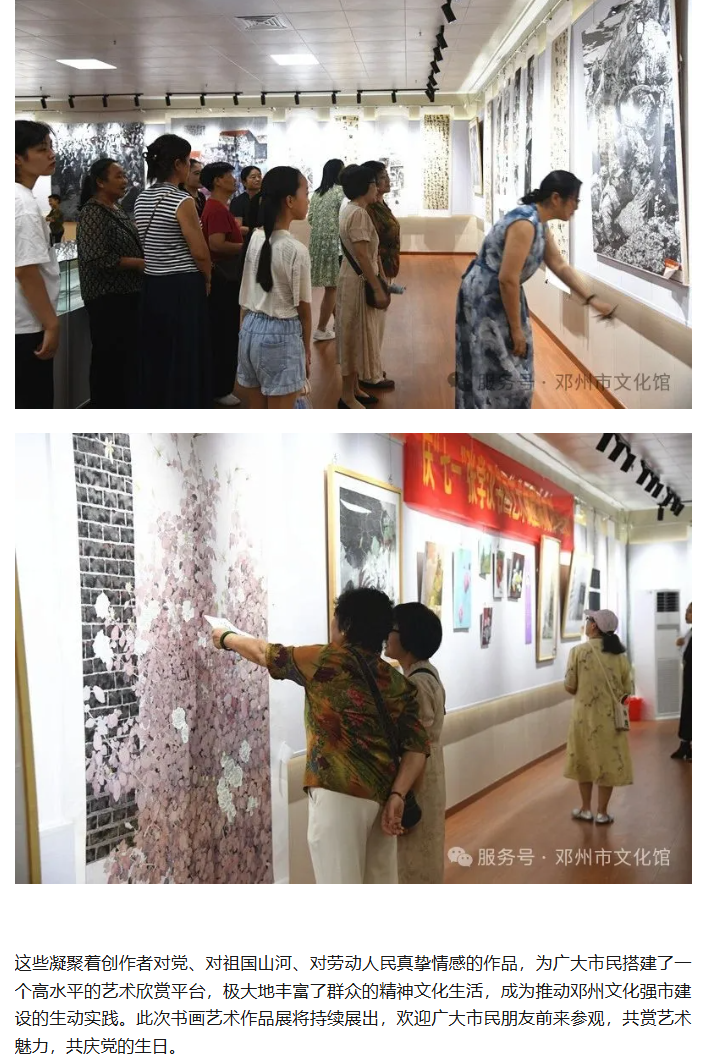 服务号 · 邓州市文化馆
庆“七一”
服务号 · 邓州市文化馆
这些凝聚着创作者对党、对祖国山河、对劳动人民真挚情感的作品，为广大市民搭建了一
个高水平的艺术欣赏平台，极大地丰富了群众的精神文化生活，成为推动邓州文化强市建
设的生动实践。此次书画艺术作品展将持续展出，欢迎广大市民朋友前来参观，共赏艺术
魅力，共庆党的生日。